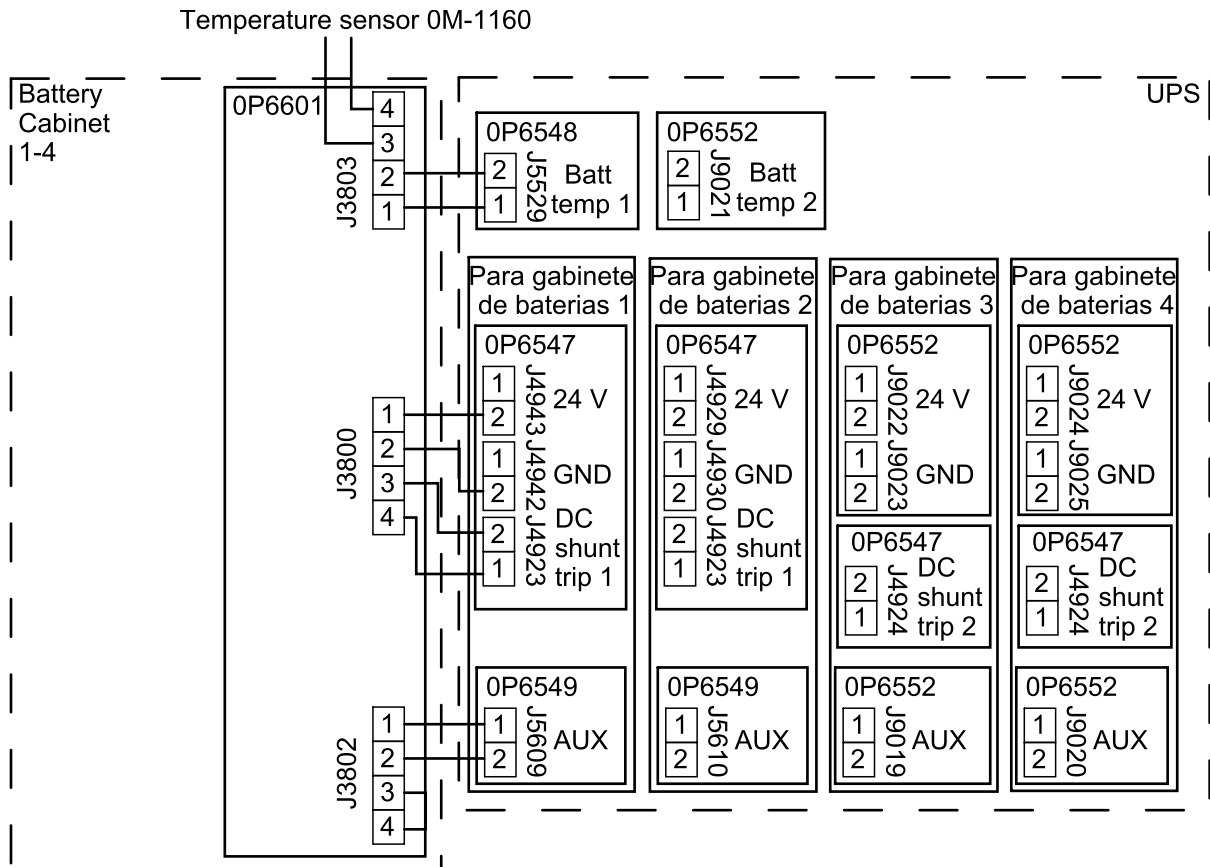 Temperature sensor 0M-1160
Battery
Cabinet
1-4
0P6601
UPS
4
3
2
1
J3803
0P6548
2
1
J5529
Batt
temp 1
0P6552
2
1
J9021
Batt
temp 2
1
2
3
4
J3800
1
2
3
4
J3802
Para gabinete
de baterias 1
0P6547
1
2
J4943
24 V
1
2
J4942
GND
2
1
J4923
DC
shunt
trip 1
0P6549
1
2
J5609
AUX
Para gabinete
de baterias 2
0P6547
1
2
J4929
24 V
1
2
J4930
GND
2
1
J4923
DC
shunt
trip 1
0P6549
1
2
J5610
AUX
Para gabinete
de baterias 3
0P6552
1
2
J9022
24 V
1
2
J9023
GND
0P6547
2
1
J4924
DC
shunt
trip 2
0P6552
1
2
J9019
AUX
Para gabinete
de baterias 4
0P6552
1
2
J9024
24 V
1
2
J9025
GND
0P6547
2
1
J4924
DC
shunt
trip 2
0P6552
1
2
J9020
AUX